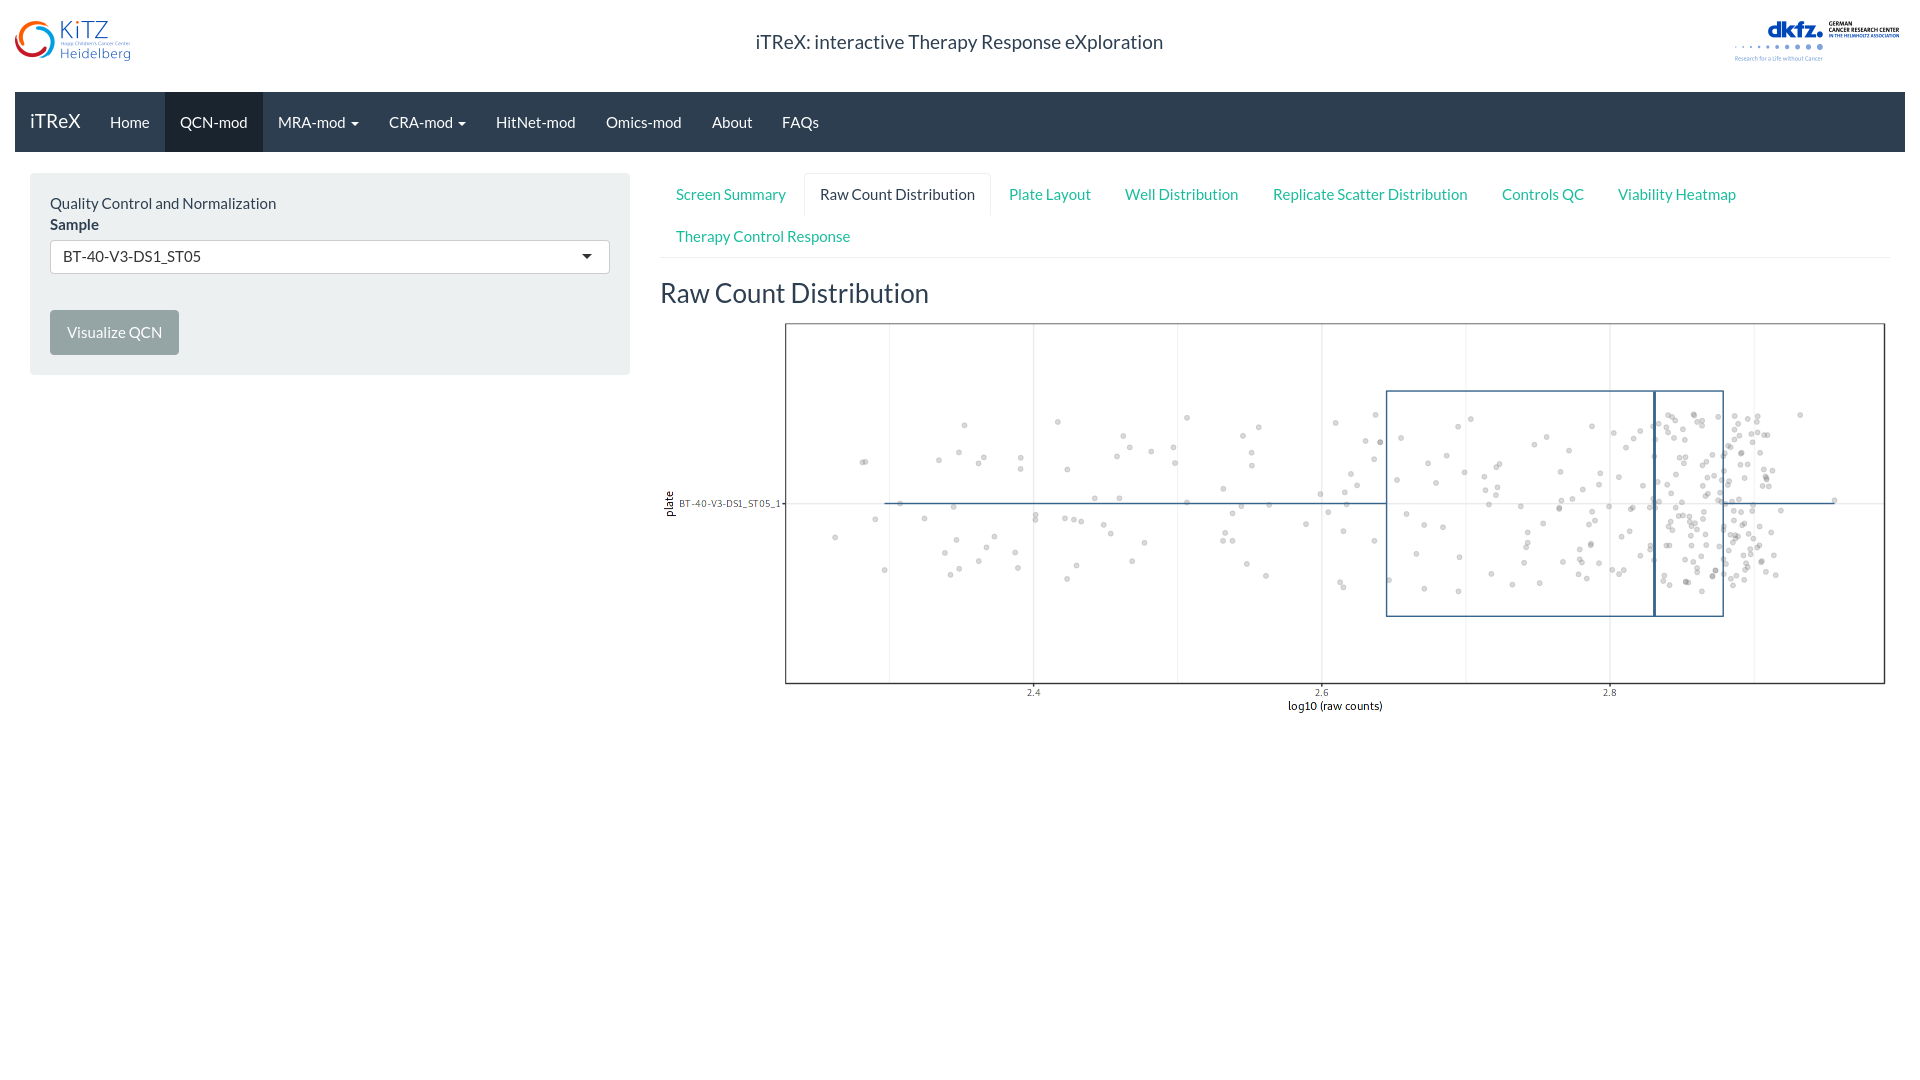 KiTZ
Hopp Children's Cancer Center
Heidelberg
iTReX: interactive Therapy Response eXploration
dkfz.
GERMAN
CANCER RESEARCH CENTER
IN THE HELMHOLTZ ASSOCIATION
Research for a Life without Cancer
iTReX Home QCN-mod MRA-mod CRA-mod HitNet-mod Omics-mod About FAQs
Quality Control and Normalization
Sample
BT-40-V3-DS1_ST05
Visualize QCN
Screen Summary Raw Count Distribution Plate Layout Well Distribution Replicate Scatter Distribution Controls QC Viability Heatmap
Therapy Control Response
Raw Count Distribution
plate
BT-40-V3-DS1_ST05_1
2.4 2.6 2.8
log10 (raw counts)